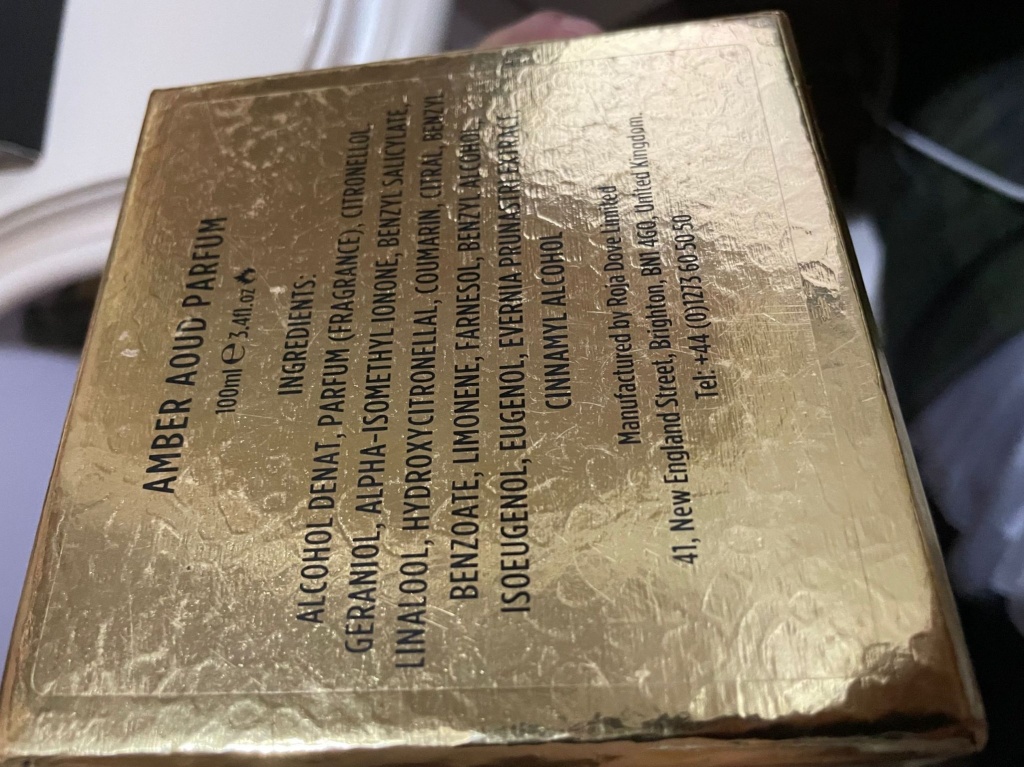 AMBER AOUD PARFUM
100ml e 3.4fl.oz
INGREDIENTS:
ALCOHOL DENAT, PARFUM (FRAGRANCE), CITRONELLOL
GERANIOL, ALPHA-ISOMETHYL IONONE, BENZYL SALICYLATE,
LINALOOL, HYDROXYCITRONELLAL, COUMARIN, CITRAL, BENZYL
BENZOATE, LIMONENE, FARNESOL, BENZYL ALCOHOL,
ISOEUGENOL, EUGENOL, EVERNIA PRUNASTRI EXTRACT,
CINNAMYL ALCOHOL
Manufactured by Roja Dove Limited
41, New England Street, Brighton, BN1 4GQ, United Kingdom.
Tel: +44 (0)1273 60 50 50